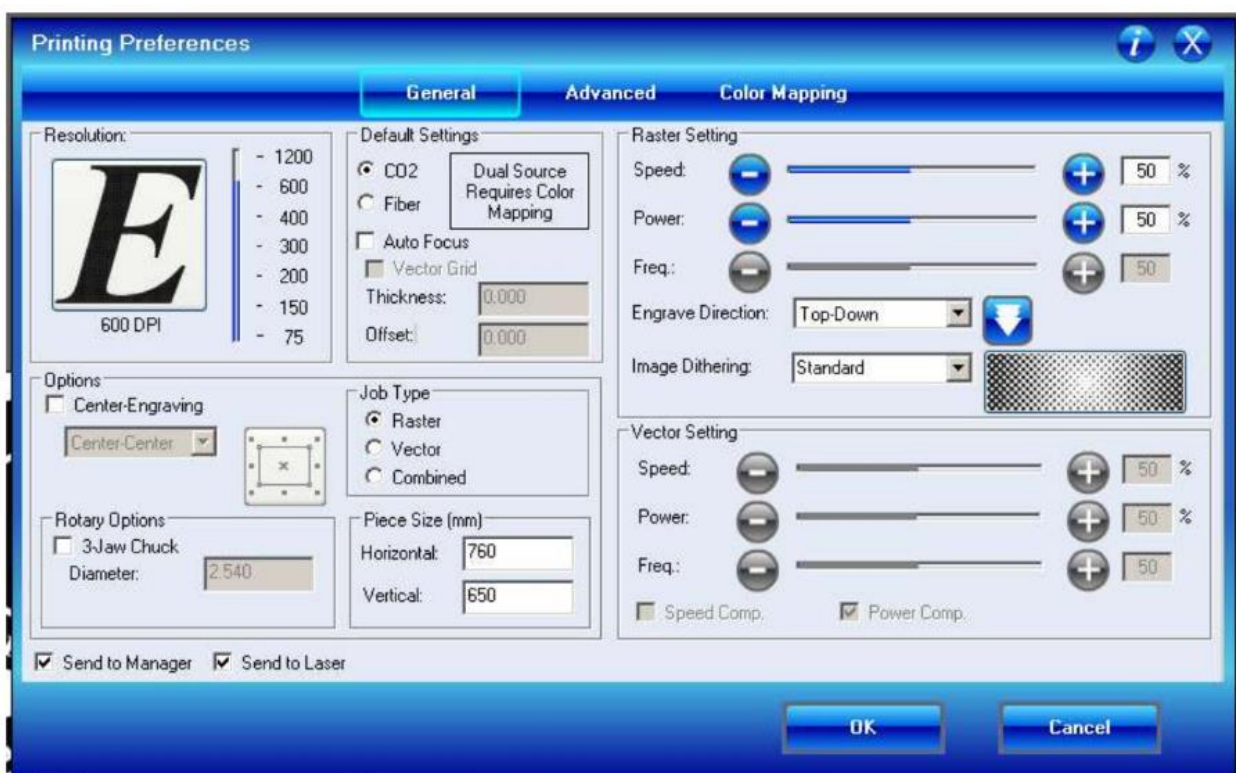 Printing Preferences
i X
General Advanced Color Mapping
Resolution:
E
600 DPI
- 1200
- 600
- 400
- 300
- 200
- 150
- 75
Default Settings
CO2
Fiber
Dual Source
Requires Color
Mapping
Auto Focus
Vector Grid
Thickness: 0.000
Offset: 0.000
Options
Center-Engraving
Center-Center
Rotary Options
3-Jaw Chuck
Diameter: 2.540
Job Type
Raster
Vector
Combined
Piece Size (mm)
Horizontal: 760
Vertical: 650
Raster Setting
Speed: - + 50 %
Power: - + 50 %
Freq.: - + 50
Engrave Direction: Top-Down
Image Dithering: Standard
Vector Setting
Speed: - + 50 %
Power: - + 50 %
Freq.: - + 50
Speed Comp. Power Comp.
Send to Manager Send to Laser
OK Cancel